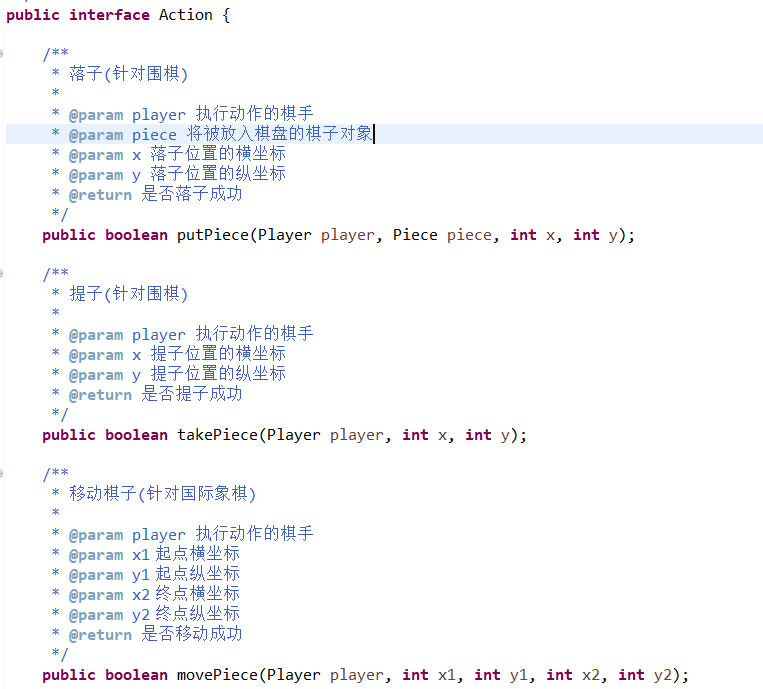 public interface Action {
/**
* 落子(针对围棋)
*
* @param player 执行动作的棋手
* @param piece 将被放入棋盘的棋子对象
* @param x 落子位置的横坐标
* @param y 落子位置的纵坐标
* @return 是否落子成功
*/
public boolean putPiece(Player player, Piece piece, int x, int y);
/**
* 提子(针对围棋)
*
* @param player 执行动作的棋手
* @param x 提子位置的横坐标
* @param y 提子位置的纵坐标
* @return 是否提子成功
*/
public boolean takePiece(Player player, int x, int y);
/**
* 移动棋子(针对国际象棋)
*
* @param player 执行动作的棋手
* @param x1 起点横坐标
* @param y1 起点纵坐标
* @param x2 终点横坐标
* @param y2 终点纵坐标
* @return 是否移动成功
*/
public boolean movePiece(Player player, int x1, int y1, int x2, int y2);